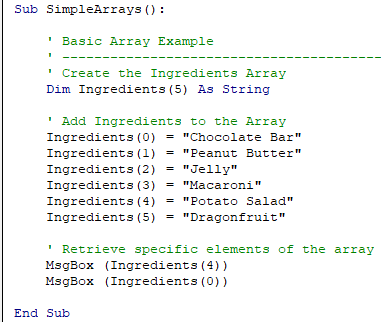 Sub SimpleArrays():
' Basic Array Example
' ----------------------------------------
' Create the Ingredients Array
Dim Ingredients(5) As String
' Add Ingredients to the Array
Ingredients(0) = "Chocolate Bar"
Ingredients(1) = "Peanut Butter"
Ingredients(2) = "Jelly"
Ingredients(3) = "Macaroni"
Ingredients(4) = "Potato Salad"
Ingredients(5) = "Dragonfruit"
' Retrieve specific elements of the array
MsgBox (Ingredients(4))
MsgBox (Ingredients(0))
End Sub